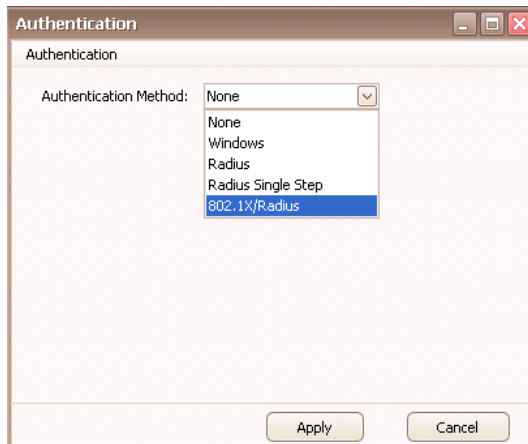 Authentication
Authentication
Authentication Method: None
None
Windows
Radius
Radius Single Step
802.1X/Radius
Apply Cancel